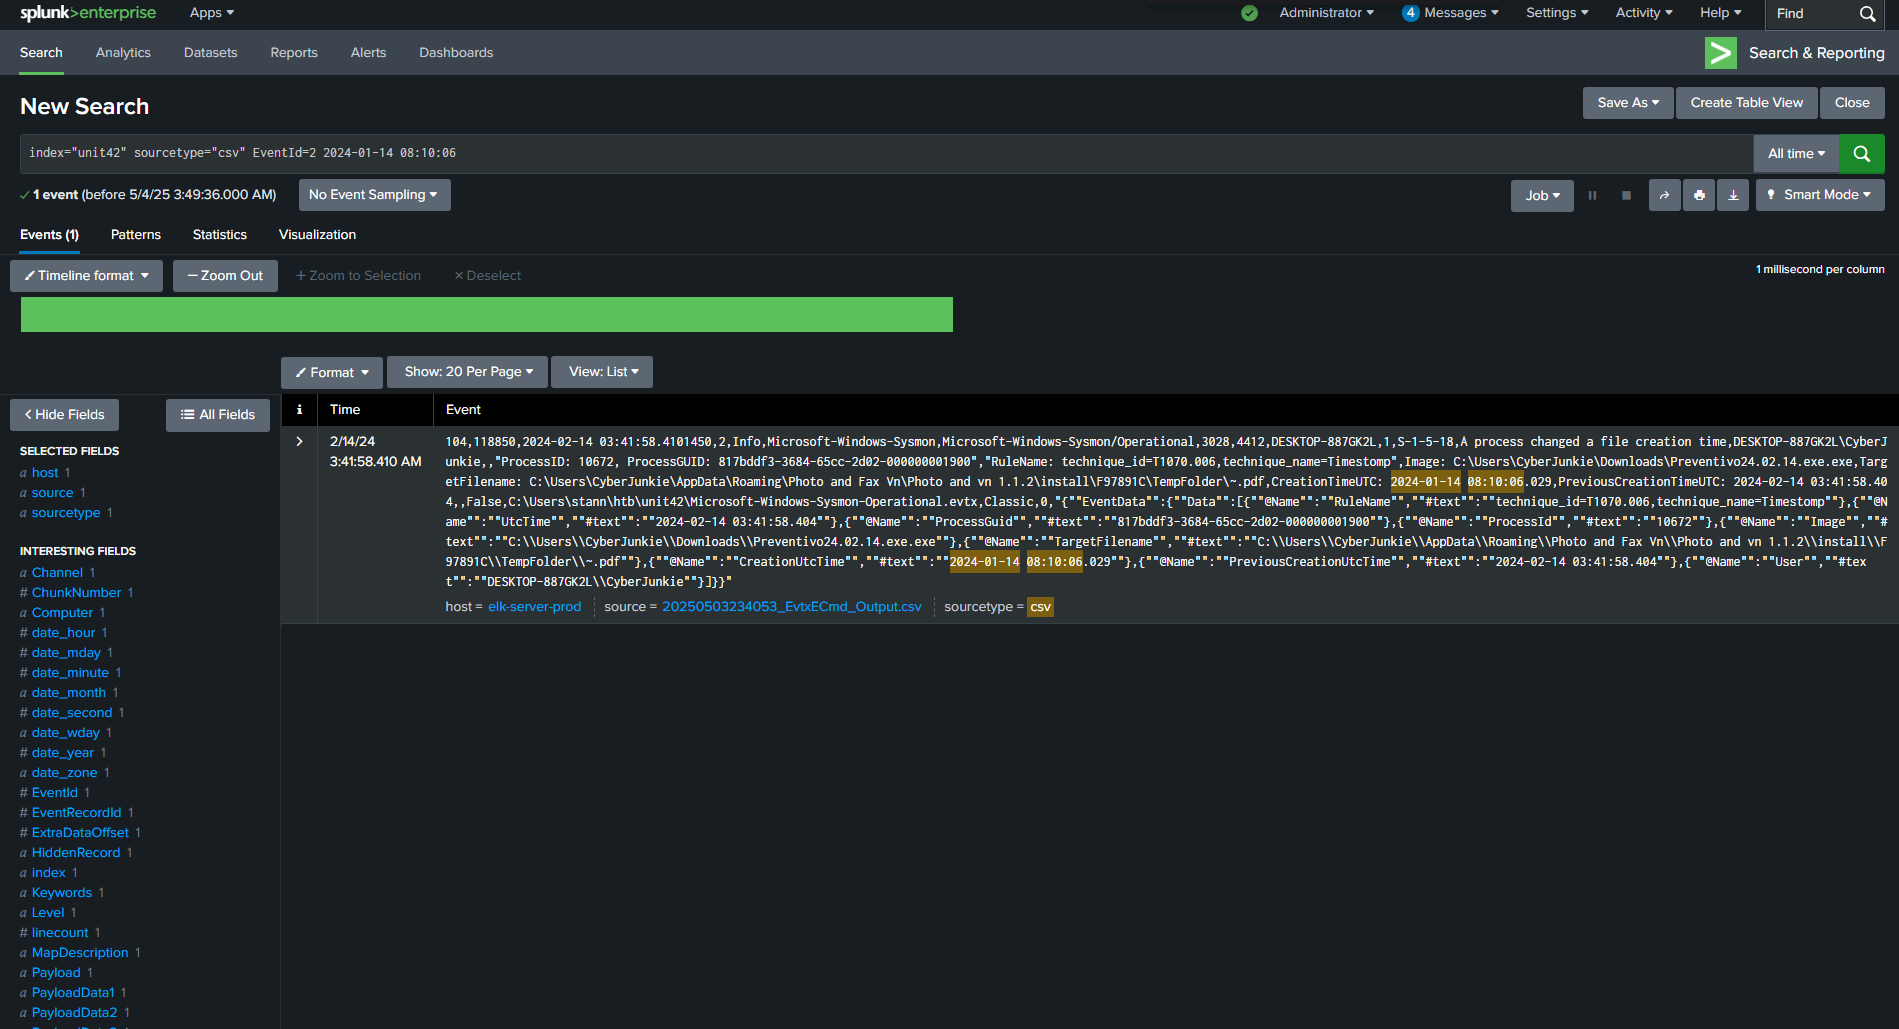 splunk>enterprise Apps Administrator 4 Messages Settings Activity Help Find
Search Analytics Datasets Reports Alerts Dashboards Search & Reporting
New Search Save As Create Table View Close
index="unit42" sourcetype="csv" EventId=2 2024-01-14 08:10:06 All time
1 event (before 5/4/25 3:49:36.000 AM) No Event Sampling Job Smart Mode
Events (1) Patterns Statistics Visualization
Timeline format — Zoom Out + Zoom to Selection × Deselect 1 millisecond per column
Format Show: 20 Per Page View: List
< Hide Fields All Fields
SELECTED FIELDS
a host 1
a source 1
a sourcetype 1
INTERESTING FIELDS
a Channel 1
# ChunkNumber 1
a Computer 1
# date_hour 1
# date_mday 1
# date_minute 1
a date_month 1
# date_second 1
a date_wday 1
# date_year 1
a date_zone 1
# EventId 1
# EventRecordId 1
# ExtraDataOffset 1
a HiddenRecord 1
a index 1
a Keywords 1
a Level 1
# linecount 1
a MapDescription 1
a Payload 1
a PayloadData1 1
a PayloadData2 1
i Time Event
2/14/24
3:41:58.410 AM
104,118850,2024-02-14 03:41:58.4101450,2,Info,Microsoft-Windows-Sysmon,Microsoft-Windows-Sysmon/Operational,3028,4412,DESKTOP-887GK2L,1,S-1-5-18,A process changed a file creation time,DESKTOP-887GK2L\CyberJ
unkie,,"ProcessID: 10672, ProcessGUID: 817bddf3-3684-65cc-2d02-000000001900","RuleName: technique_id=T1070.006,technique_name=Timestomp",Image: C:\Users\CyberJunkie\Downloads\Preventivo24.02.14.exe.exe,Targ
etFilename: C:\Users\CyberJunkie\AppData\Roaming\Photo and Fax Vn\Photo and vn 1.1.2\install\F97891C\TempFolder\~.pdf,CreationTimeUTC: 2024-01-14 08:10:06.029,PreviousCreationTimeUTC: 2024-02-14 03:41:58.40
4,,False,C:\Users\stann\htb\unit42\Microsoft-Windows-Sysmon-Operational.evtx,Classic,0,"{""EventData"":{""Data"":[{""@Name"":""RuleName"",""#text"":""technique_id=T1070.006,technique_name=Timestomp""},{""@N
ame"":""UtcTime"",""#text"":""2024-02-14 03:41:58.404""},{""@Name"":""ProcessGuid"",""#text"":""817bddf3-3684-65cc-2d02-000000001900""},{""@Name"":""ProcessId"",""#text"":""10672""},{""@Name"":""Image"",""#
text"":""C:\\Users\\CyberJunkie\\Downloads\\Preventivo24.02.14.exe.exe""},{""@Name"":""TargetFilename"",""#text"":""C:\\Users\\CyberJunkie\\AppData\\Roaming\\Photo and Fax Vn\\Photo and vn 1.1.2\\install\\F
97891C\\TempFolder\\~.pdf""},{""@Name"":""CreationUtcTime"",""#text"":""2024-01-14 08:10:06.029""},{""@Name"":""PreviousCreationUtcTime"",""#text"":""2024-02-14 03:41:58.404""},{""@Name"":""User"",""#tex
t"":""DESKTOP-887GK2L\\CyberJunkie""}]}}"
host = elk-server-prod source = 20250503234053_EvtxECmd_Output.csv sourcetype = csv